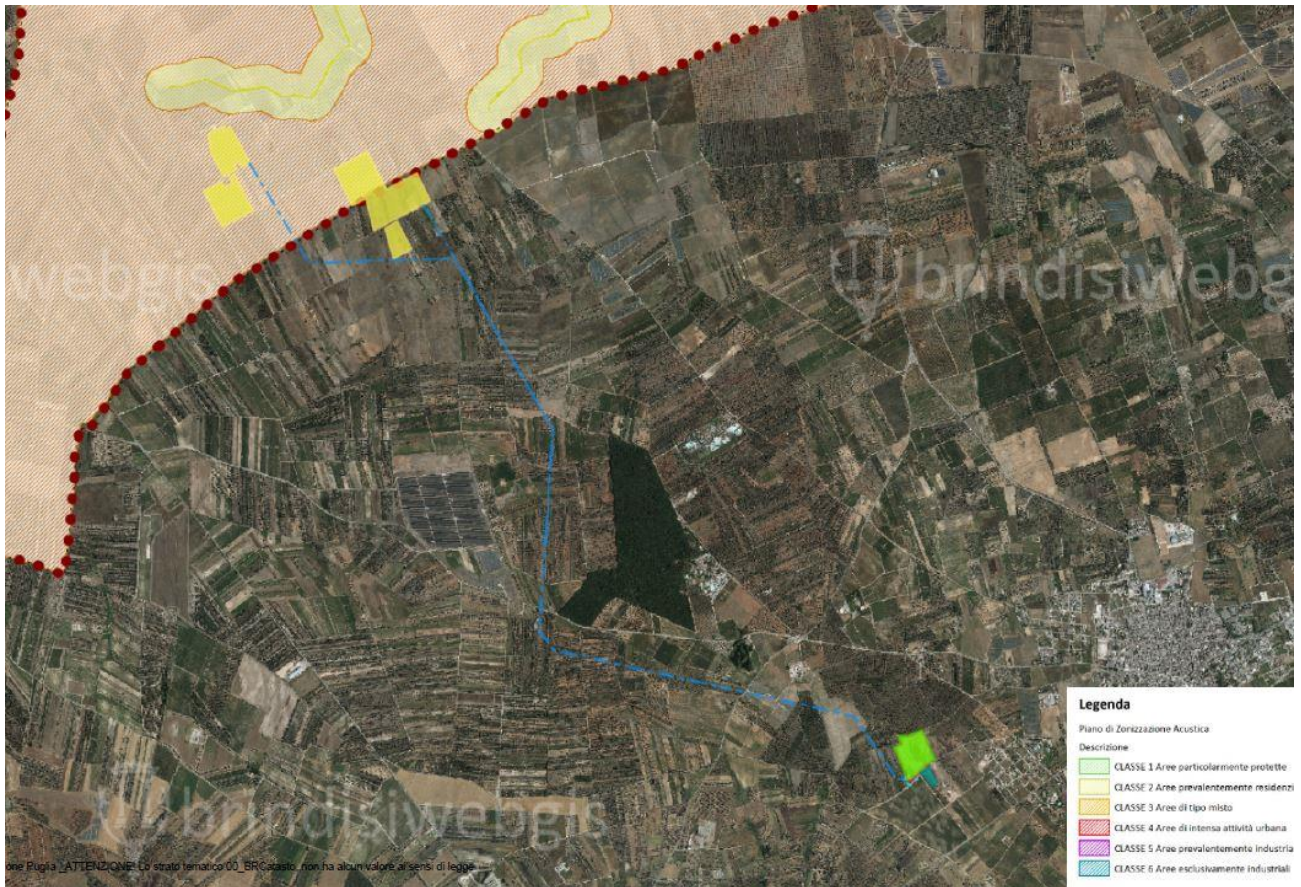 webgis
brindisiwebgis
brindisiwebgis
Legenda
Piano di Zonizzazione Acustica
Descrizione
CLASSE 1 Aree particolarmente protette
CLASSE 2 Aree prevalentemente residenzi
CLASSE 3 Aree di tipo misto
CLASSE 4 Aree di intensa attività urbana
CLASSE 5 Aree prevalentemente industria
CLASSE 6 Aree esclusivamente industriali
one Puglia _ATTENZIONE! Lo strato tematico 00_BRCatasto, non ha alcun valore ai sensi di legge